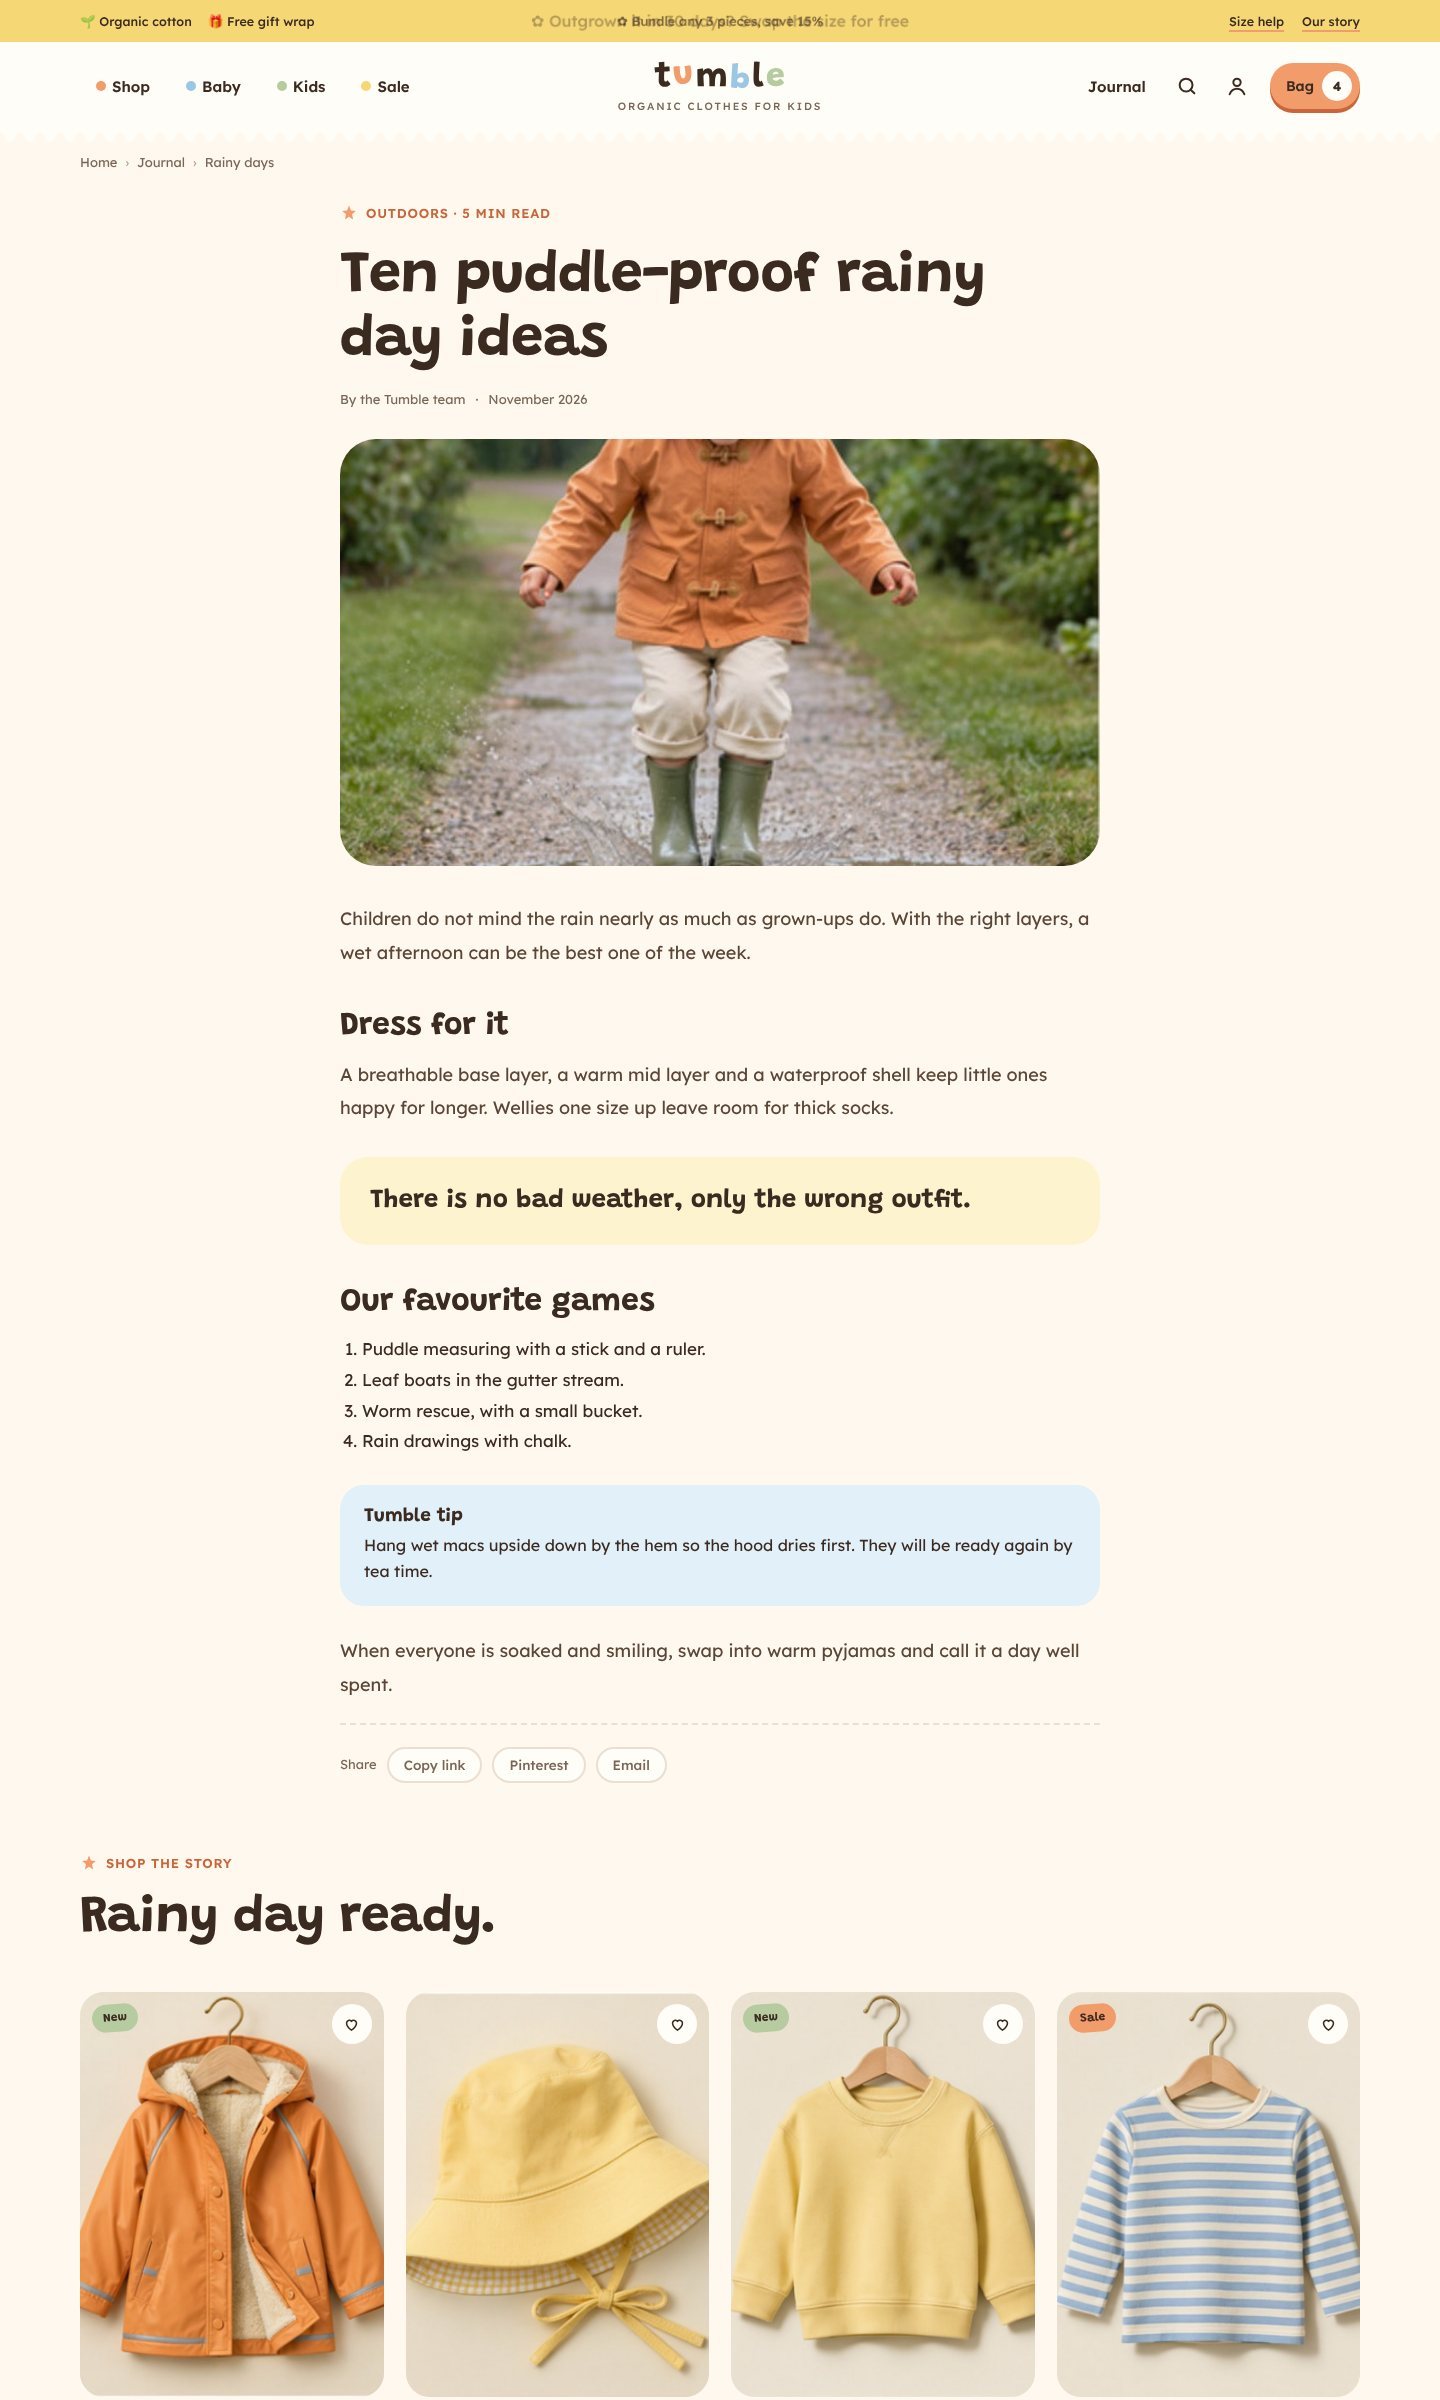 Organic cotton
Free gift wrap
Bundle any 3 pieces, save 15%
Size help
Our story
Shop
Baby
Kids
Sale
tumble
ORGANIC CLOTHES FOR KIDS
Journal
Bag 4
Home › Journal › Rainy days
OUTDOORS · 5 MIN READ
Ten puddle-proof rainy
day ideas
By the Tumble team · November 2026
Children do not mind the rain nearly as much as grown-ups do. With the right layers, a
wet afternoon can be the best one of the week.
Dress for it
A breathable base layer, a warm mid layer and a waterproof shell keep little ones
happy for longer. Wellies one size up leave room for thick socks.
There is no bad weather, only the wrong outfit.
Our favourite games
1. Puddle measuring with a stick and a ruler.
2. Leaf boats in the gutter stream.
3. Worm rescue, with a small bucket.
4. Rain drawings with chalk.
Tumble tip
Hang wet macs upside down by the hem so the hood dries first. They will be ready again by
tea time.
When everyone is soaked and smiling, swap into warm pyjamas and call it a day well
spent.
Share
Copy link
Pinterest
Email
SHOP THE STORY
Rainy day ready.
New
New
Sale